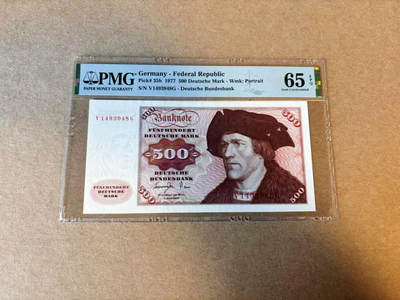 PMG
PAPER MONEY GUARANTY
Germany - Federal Republic
Pick# 35b 1977 500 Deutsche Mark - Wmk; Portrait
S/N V1493948G - Deutsche Bundesbank
65 EPQ
Gem Uncirculated
500
V1493948G
Banknote
FÜNFHUNDERT
DEUTSCHE MARK
500
DEUTSCHE
BUNDESBANK
FÜNFHUNDERT
DEUTSCHE
MARK
500
500